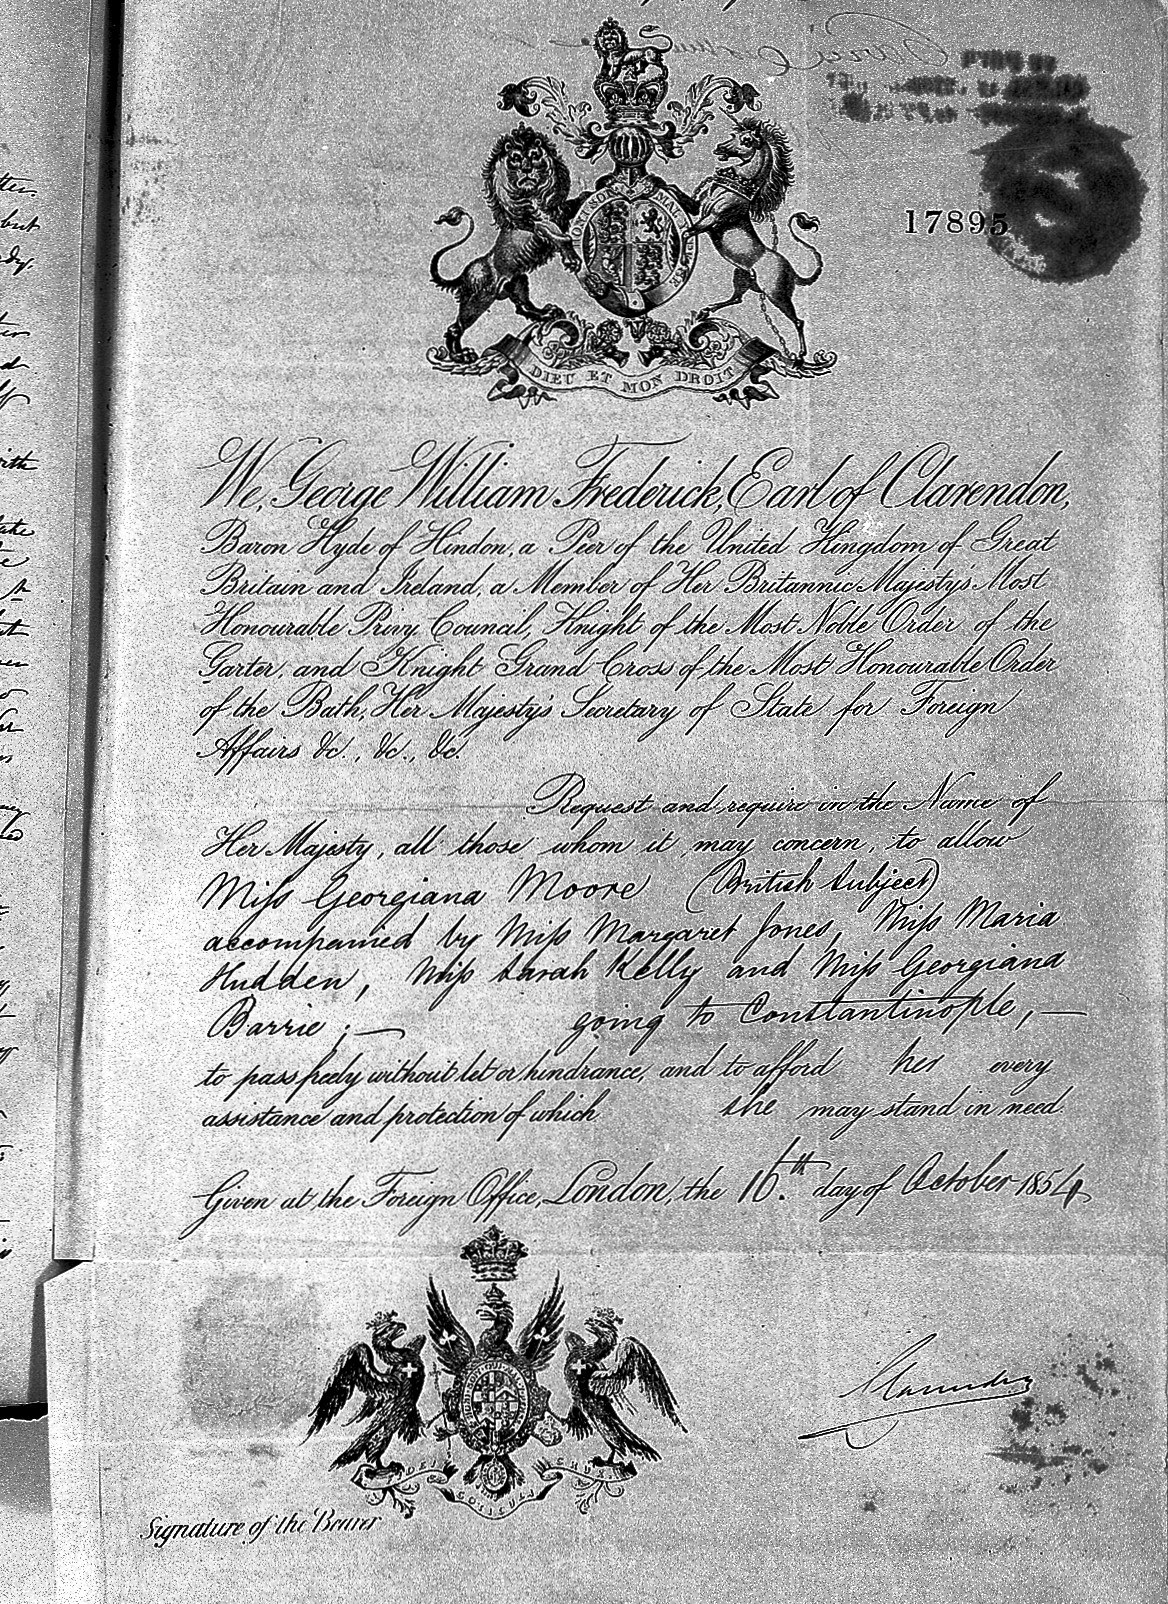 17895
HONI SOIT QUI MAL Y PENSE
DIEU ET MON DROIT
We, George William Frederick, Earl of Clarendon,
Baron Hyde of Hindon, a Peer of the United Kingdom of Great
Britain and Ireland, a Member of Her Britannic Majesty's Most
Honourable Privy Council, Knight of the Most Noble Order of the
Garter, and Knight Grand Cross of the Most Honourable Order
of the Bath, Her Majesty's Secretary of State for Foreign
Affairs &c., &c., &c.
Request and require in the Name of
Her Majesty, all those whom it may concern, to allow
Miss Georgiana Moore (British Subject)
accompanied by Miss Margaret Jones, Miss Maria
Hudden, Miss Sarah Kelly and Miss Georgiana
Barrie; — going to Constantinople, —
to pass freely without let or hindrance, and to afford her every
assistance and protection of which she may stand in need.
Given at the Foreign Office, London, the 16th day of October 1854
Clarendon
Signature of the Bearer